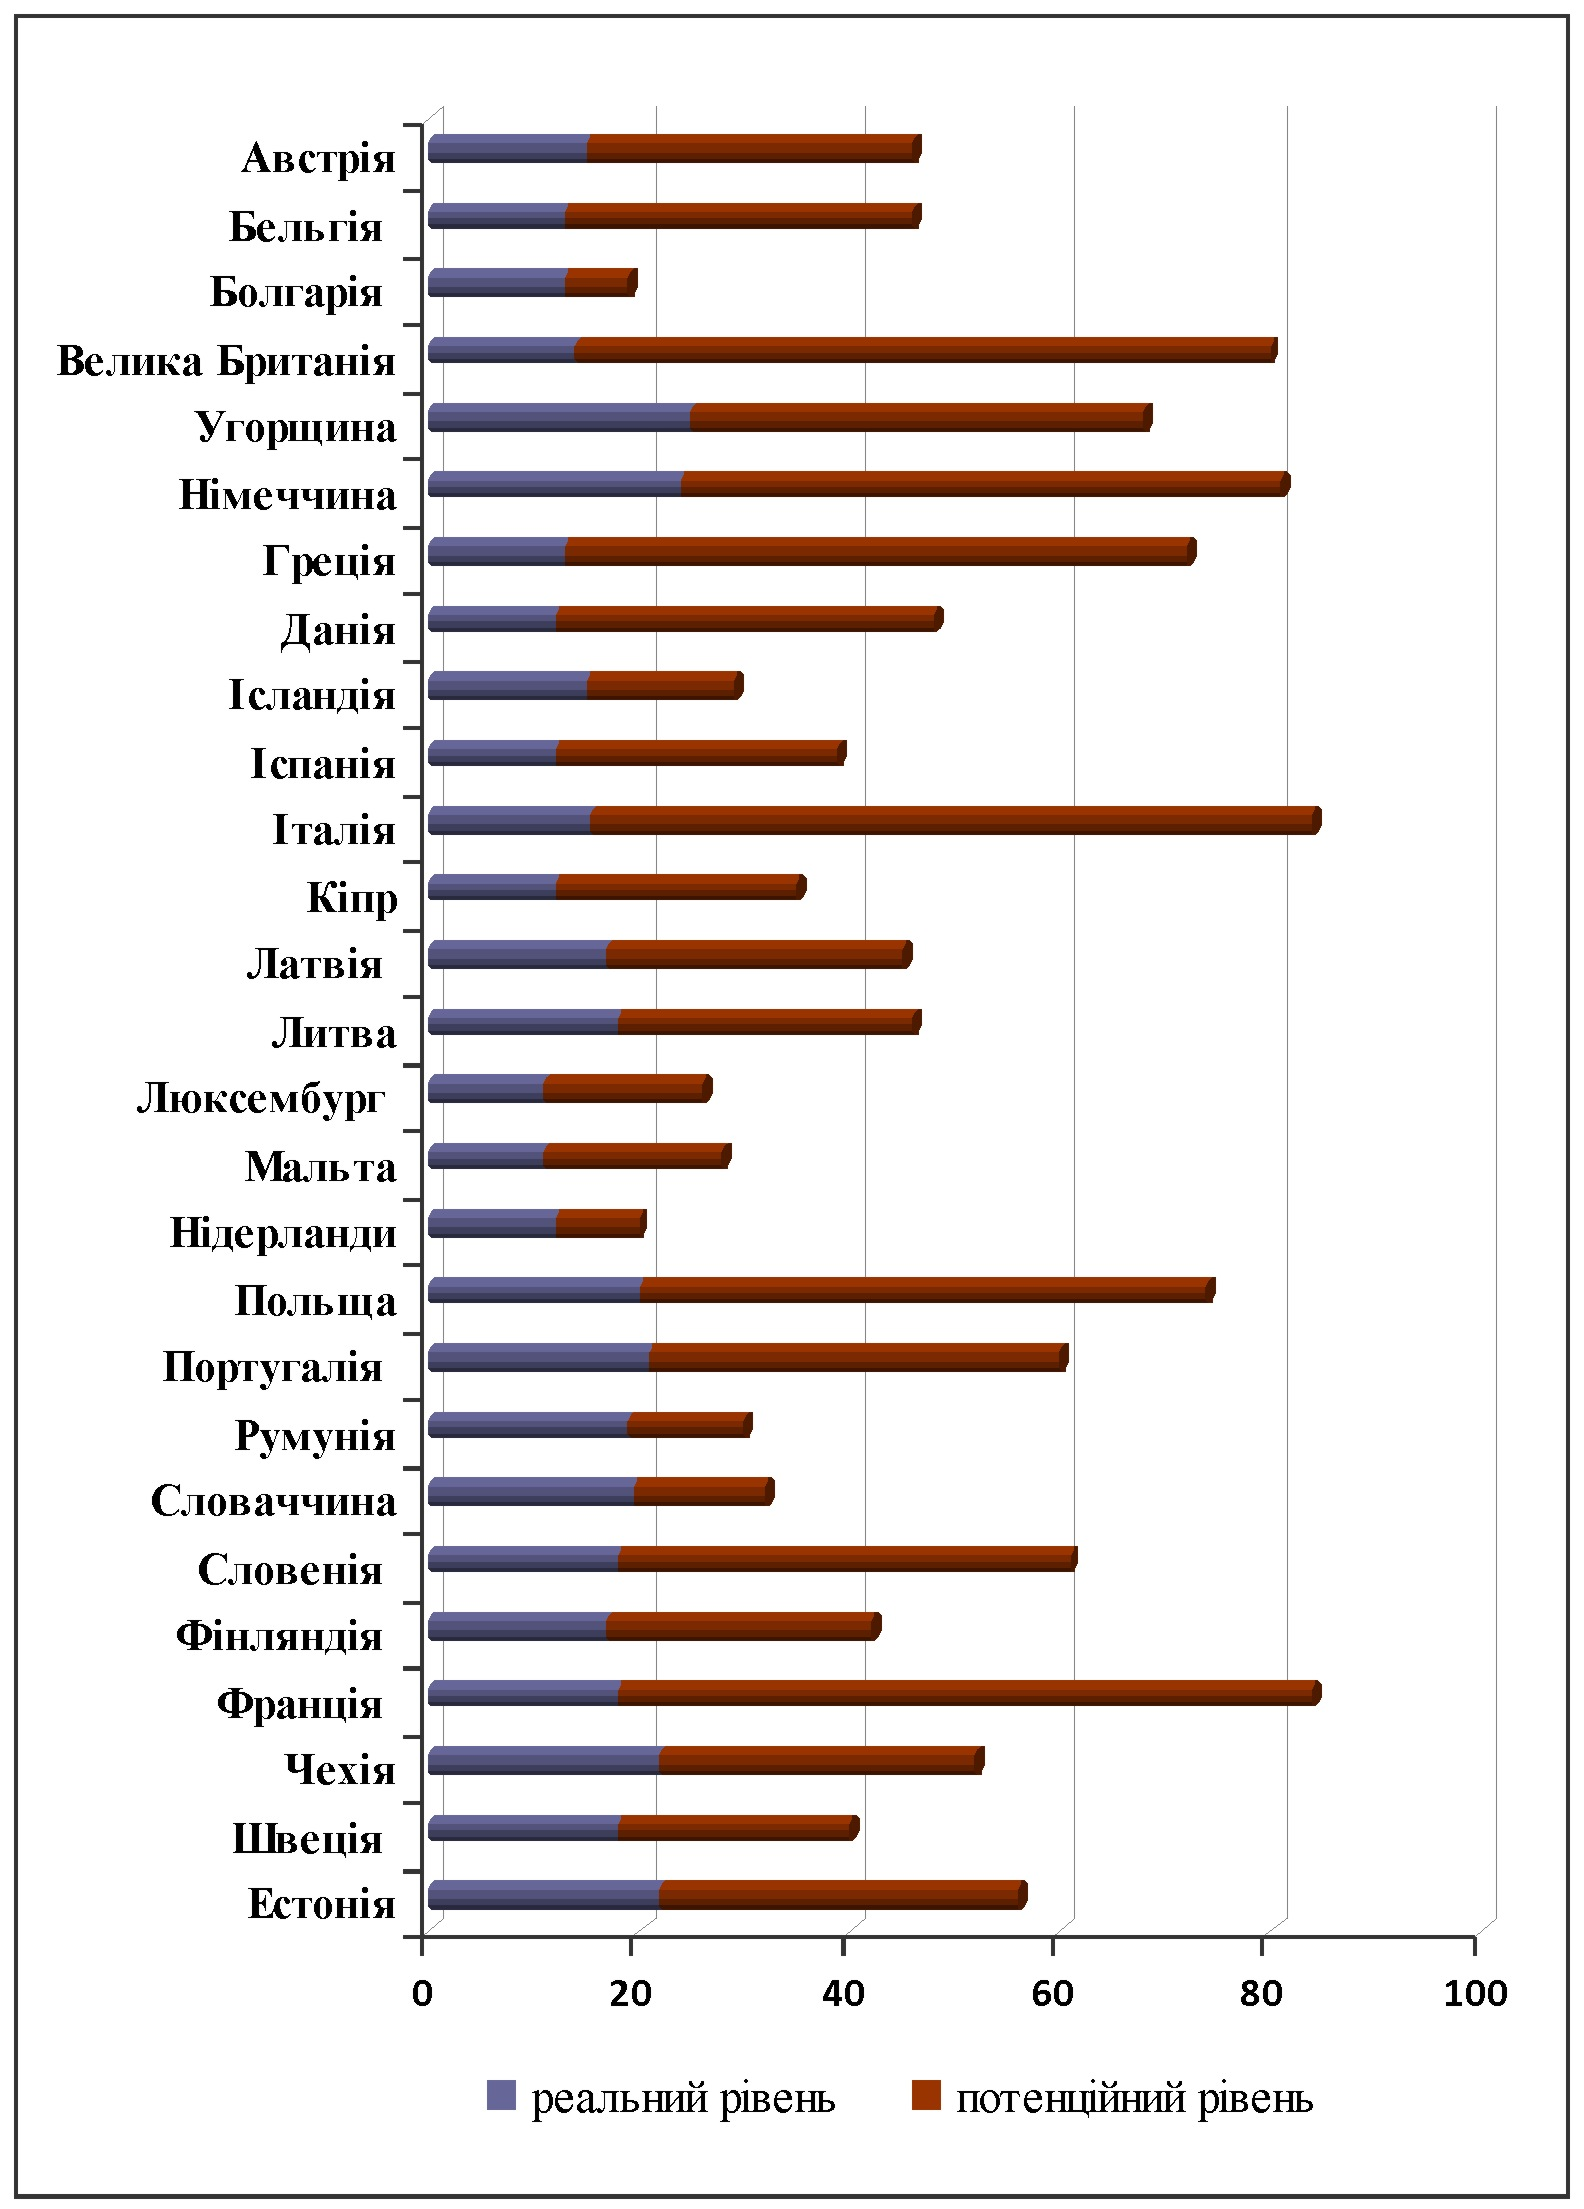 Австрія
Бельгія
Болгарія
Велика Британія
Угорщина
Німеччина
Греція
Данія
Ісландія
Іспанія
Італія
Кіпр
Латвія
Литва
Люксембург
Мальта
Нідерланди
Польща
Португалія
Румунія
Словаччина
Словенія
Фінляндія
Франція
Чехія
Швеція
Естонія
0 20 40 60 80 100
реальний рівень потенційний рівень